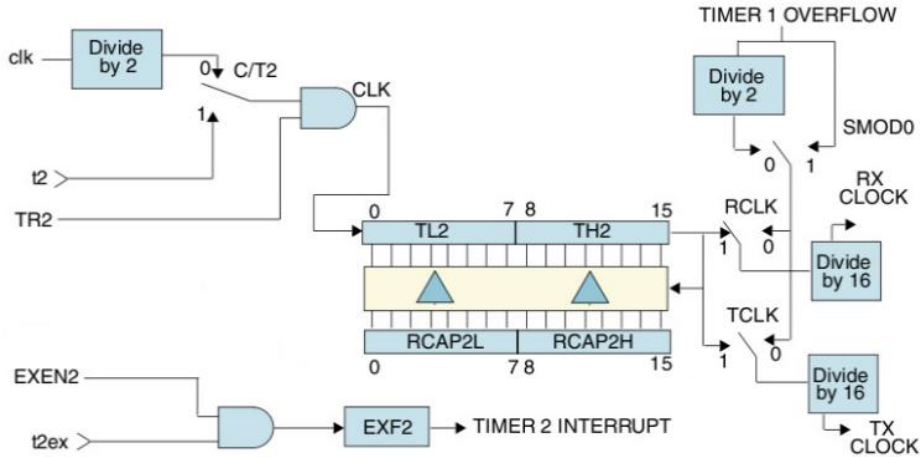 TIMER 1 OVERFLOW
clk
Divide
by 2
0
C/T2
CLK
1
t2
TR2
Divide
by 2
SMOD0
0
1
RX
CLOCK
0
7
8
15
TL2
TH2
RCLK
1
0
Divide
by 16
RCAP2L
RCAP2H
0
7
8
15
TCLK
1
0
Divide
by 16
TX
CLOCK
EXEN2
t2ex
EXF2
TIMER 2 INTERRUPT